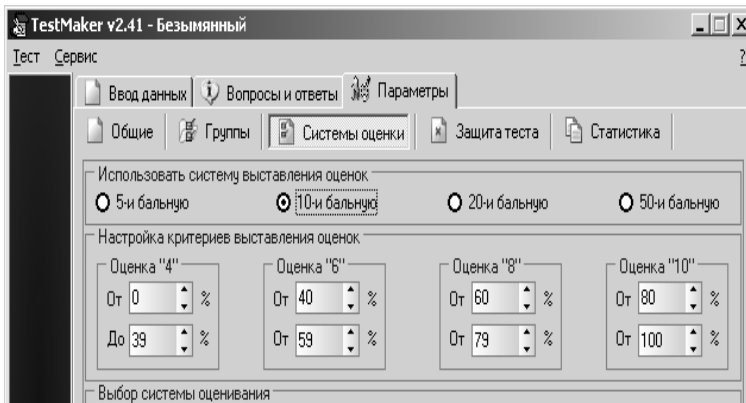 TestMaker v2.41 - Безымянный
Тест Сервис ?
Ввод данных Вопросы и ответы Параметры
Общие Группы Системы оценки Защита теста Статистика
Использовать систему выставления оценок
5-и бальную 10-и бальную 20-и бальную 50-и бальную
Настройка критериев выставления оценок
Оценка "4" Оценка "6" Оценка "8" Оценка "10"
От 0 % От 40 % От 60 % От 80 %
До 39 % От 59 % От 79 % От 100 %
Выбор системы оценивания